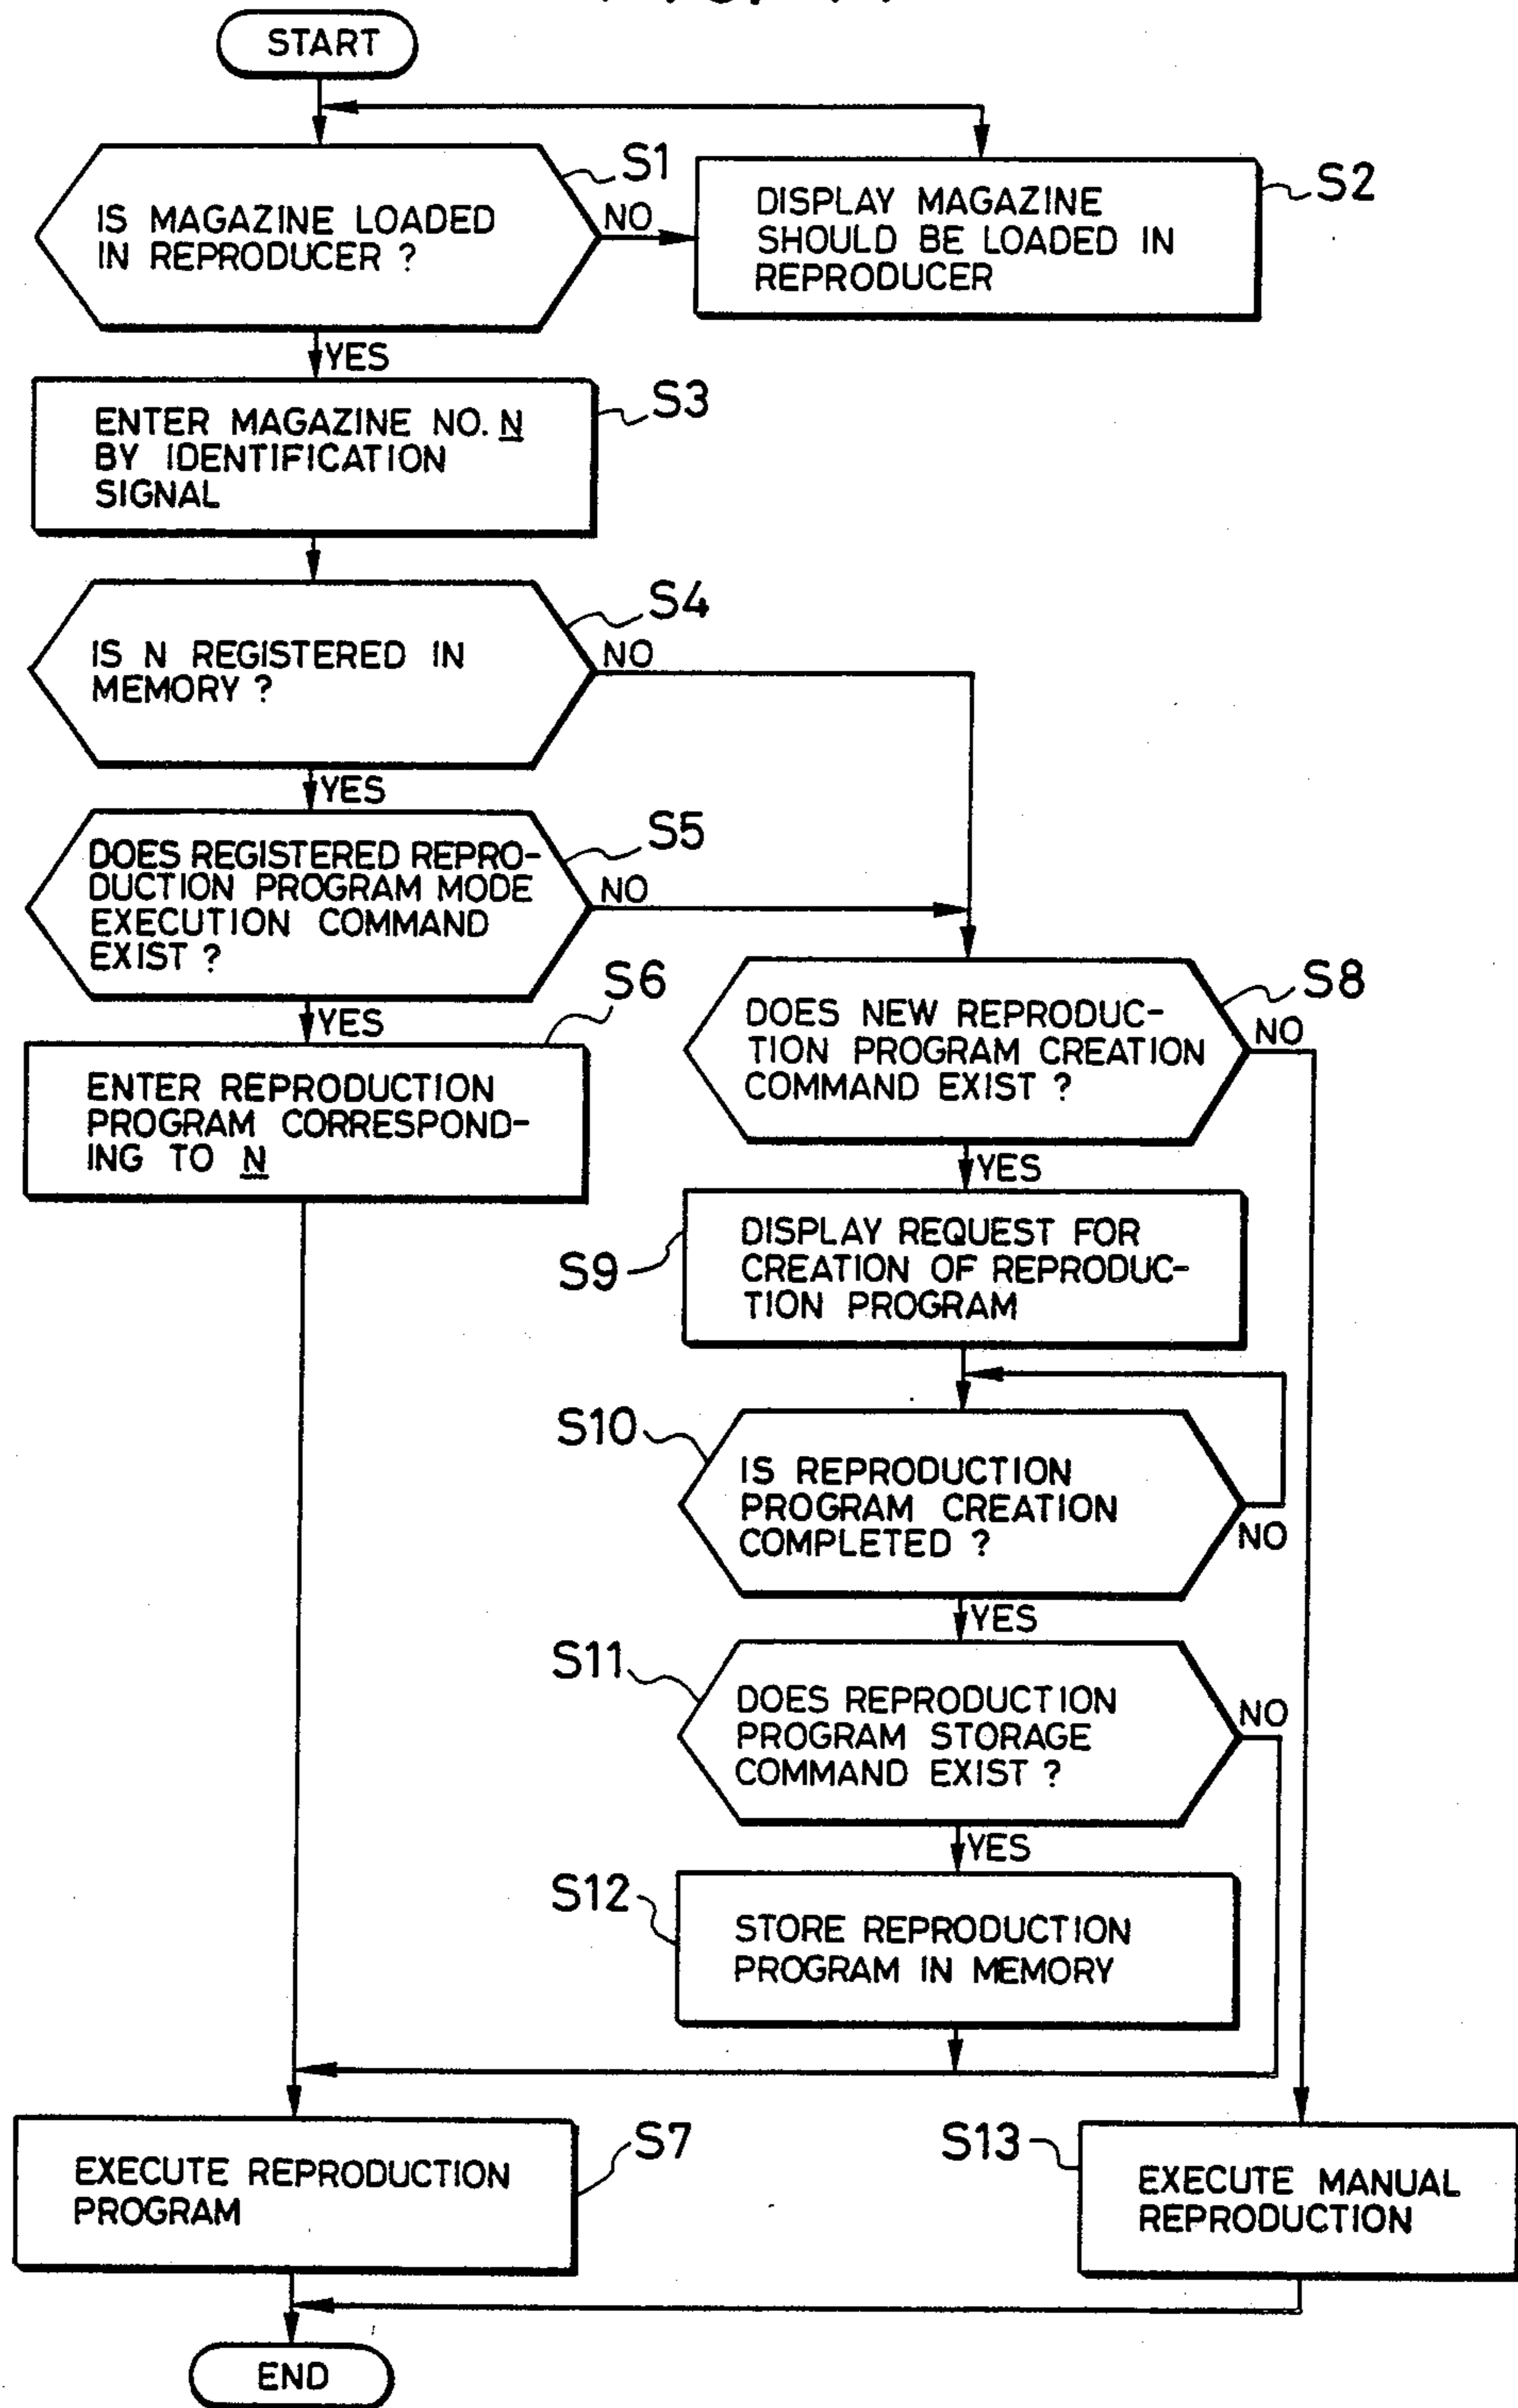 START
IS MAGAZINE LOADED
IN REPRODUCER ?
S1
NO
DISPLAY MAGAZINE
SHOULD BE LOADED IN
REPRODUCER
S2
YES
ENTER MAGAZINE NO. N
BY IDENTIFICATION
SIGNAL
S3
IS N REGISTERED IN
MEMORY ?
S4
NO
YES
DOES REGISTERED REPRO-
DUCTION PROGRAM MODE
EXECUTION COMMAND
EXIST ?
S5
NO
YES
S6
ENTER REPRODUCTION
PROGRAM CORRESPOND-
ING TO N
DOES NEW REPRODUC-
TION PROGRAM CREATION
COMMAND EXIST ?
S8
NO
YES
S9
DISPLAY REQUEST FOR
CREATION OF REPRODUC-
TION PROGRAM
S10
IS REPRODUCTION
PROGRAM CREATION
COMPLETED ?
NO
YES
S11
DOES REPRODUCTION
PROGRAM STORAGE
COMMAND EXIST ?
NO
YES
S12
STORE REPRODUCTION
PROGRAM IN MEMORY
EXECUTE REPRODUCTION
PROGRAM
S7
S13
EXECUTE MANUAL
REPRODUCTION
END